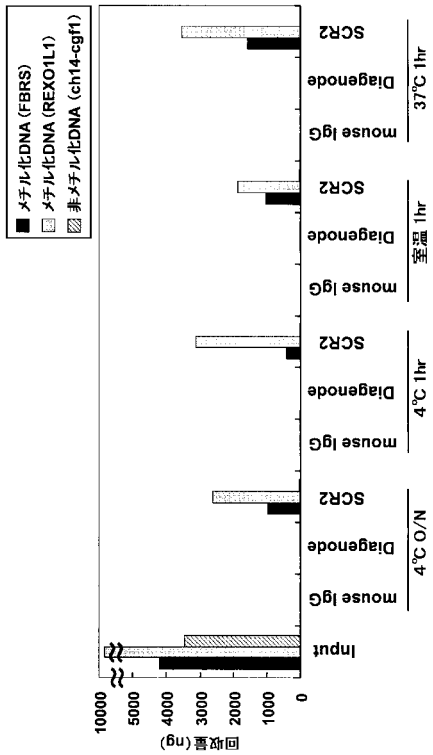 メチル化DNA (FBRS)
メチル化DNA (REXO1L1)
非メチル化DNA (ch14-cgf1)
回収量 (ng)
10000
4000
3000
2000
1000
0
Input
mouse IgG
Diagenode
SCR2
mouse IgG
Diagenode
SCR2
mouse IgG
Diagenode
SCR2
mouse IgG
Diagenode
SCR2
4℃ O/N
4℃ 1hr
室温 1hr
37℃ 1hr